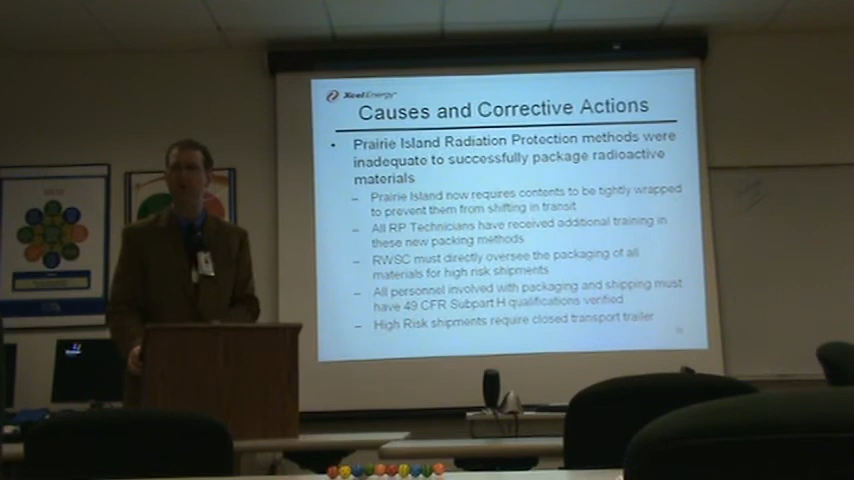 Xcel Energy™
Causes and Corrective Actions
• Prairie Island Radiation Protection methods were
inadequate to successfully package radioactive
materials
– Prairie Island now requires contents to be tightly wrapped
to prevent them from shifting in transit
– All RP Technicians have received additional training in
these new packing methods
– RWSC must directly oversee the packaging of all
materials for high risk shipments
– All personnel involved with packaging and shipping must
have 49 CFR Subpart H qualifications verified
– High Risk shipments require closed transport trailer